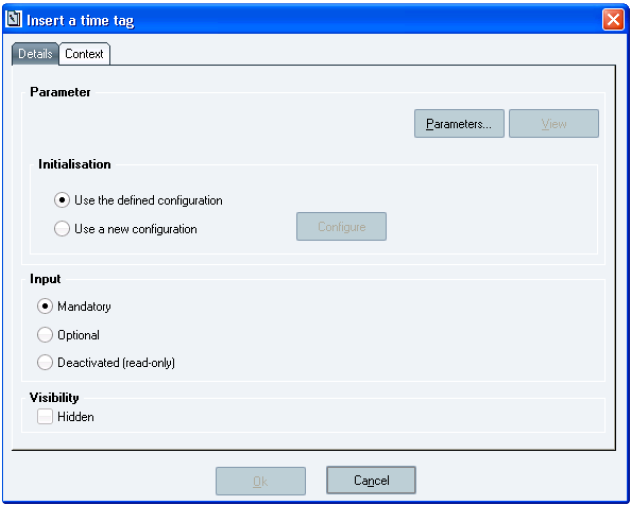 Insert a time tag
Details Context
Parameter
Parameters... View
Initialisation
Use the defined configuration
Use a new configuration Configure
Input
Mandatory
Optional
Deactivated (read-only)
Visibility
Hidden
Ok Cancel